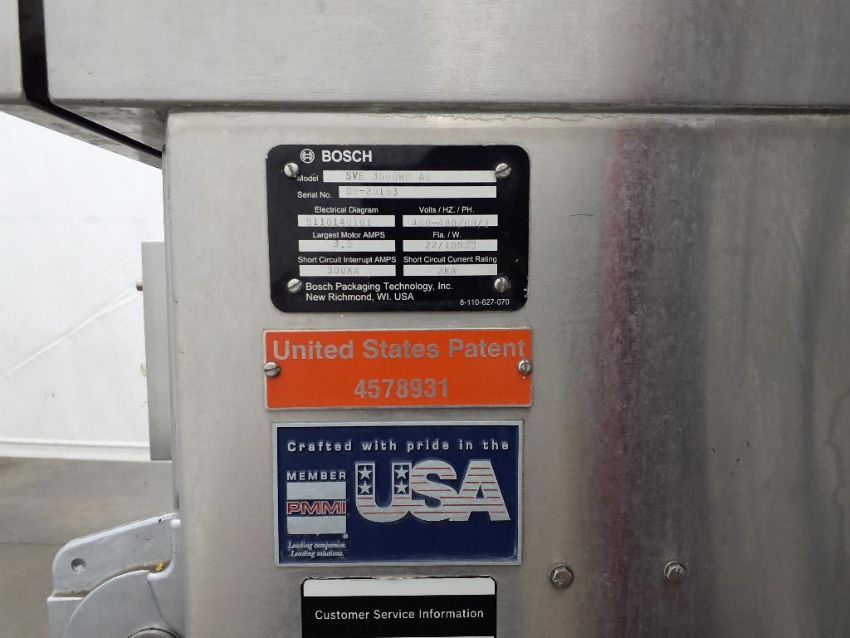 BOSCH
Model SVE 3600WR
Serial No.
Electrical Diagram Volts / HZ. / PH.
Largest Motor AMPS Fla. / W.
3.5
Short Circuit Interrupt AMPS Short Circuit Current Rating
300KA 2KA
Bosch Packaging Technology, Inc.
New Richmond, WI. USA 8-110-627-070
United States Patent
4578931
Crafted with pride in the
USA
MEMBER
PMMI
Leading companies.
Leading solutions.
Customer Service Information